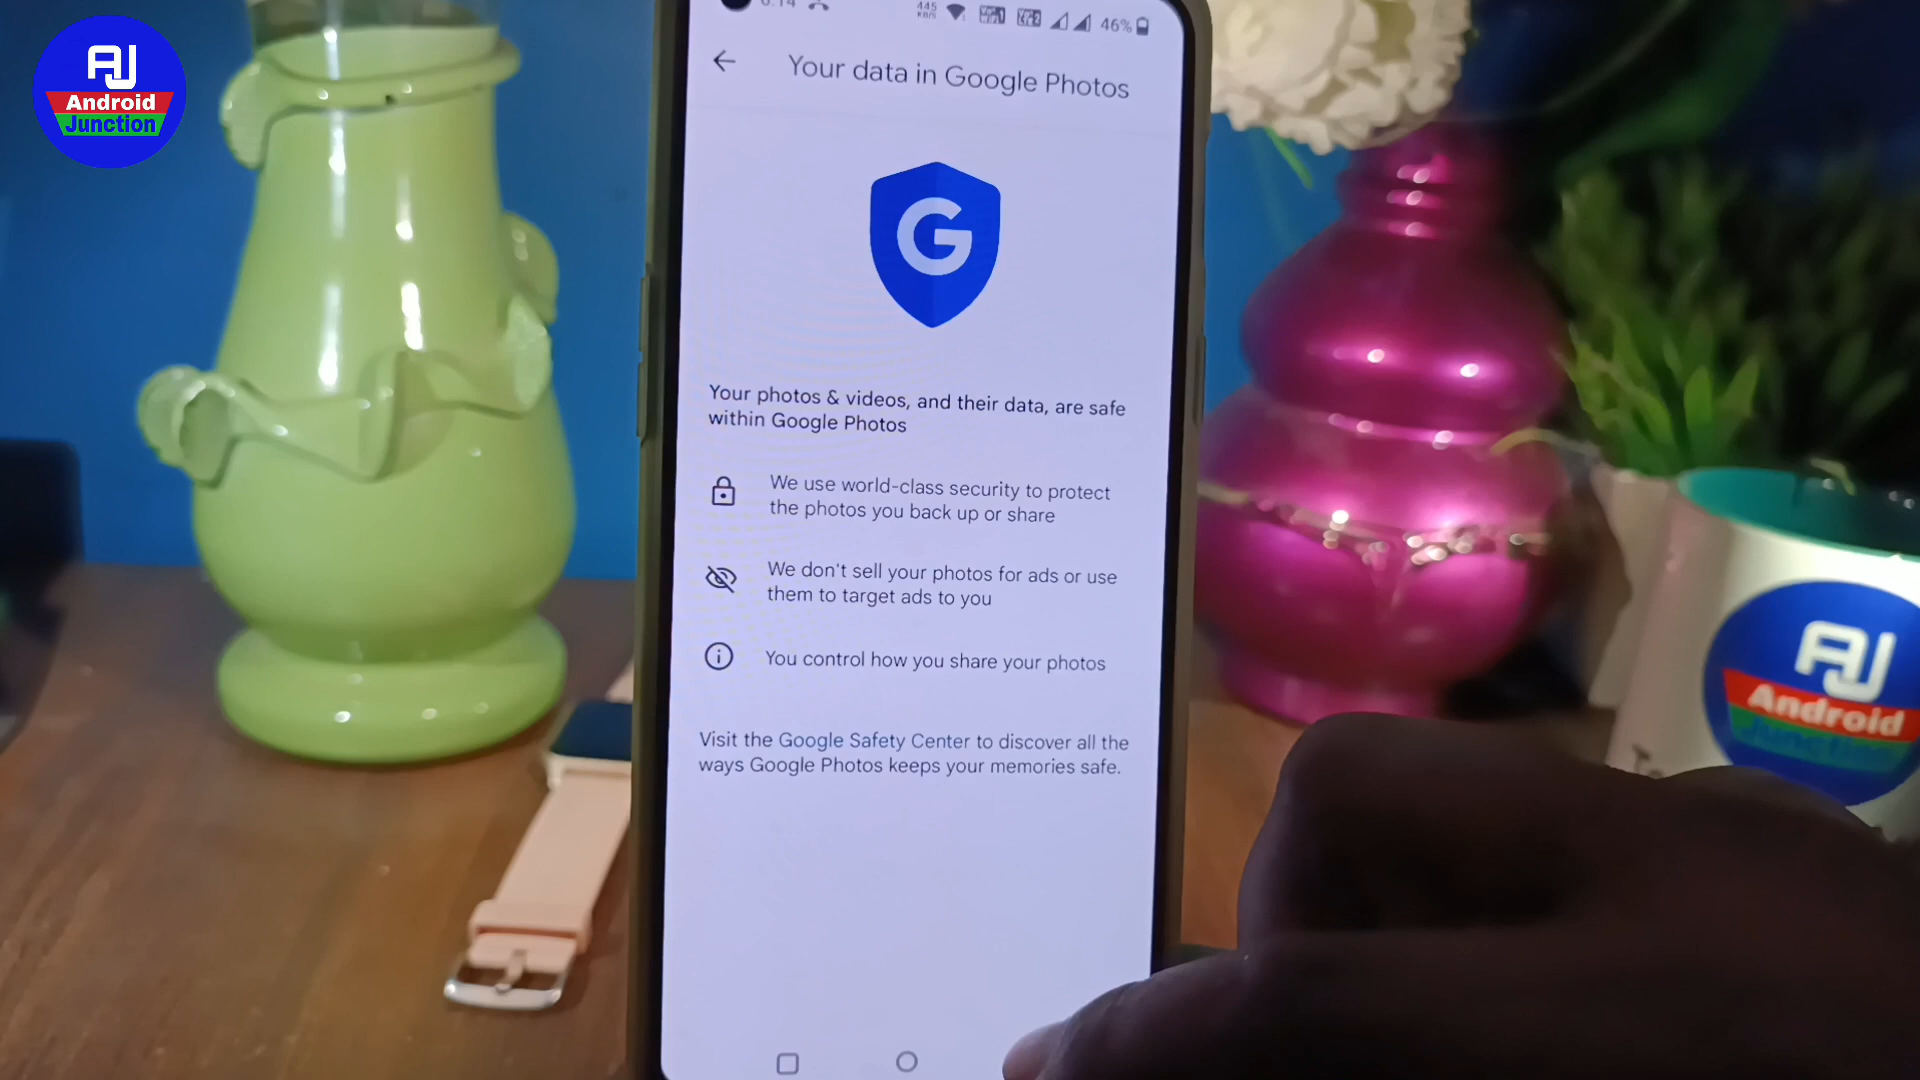 AJ
Android
Junction
445
KB/S
46%
Your data in Google Photos
G
Your photos & videos, and their data, are safe
within Google Photos
We use world-class security to protect
the photos you back up or share
We don't sell your photos for ads or use
them to target ads to you
You control how you share your photos
Visit the Google Safety Center to discover all the
ways Google Photos keeps your memories safe.
AJ
Android
Junction